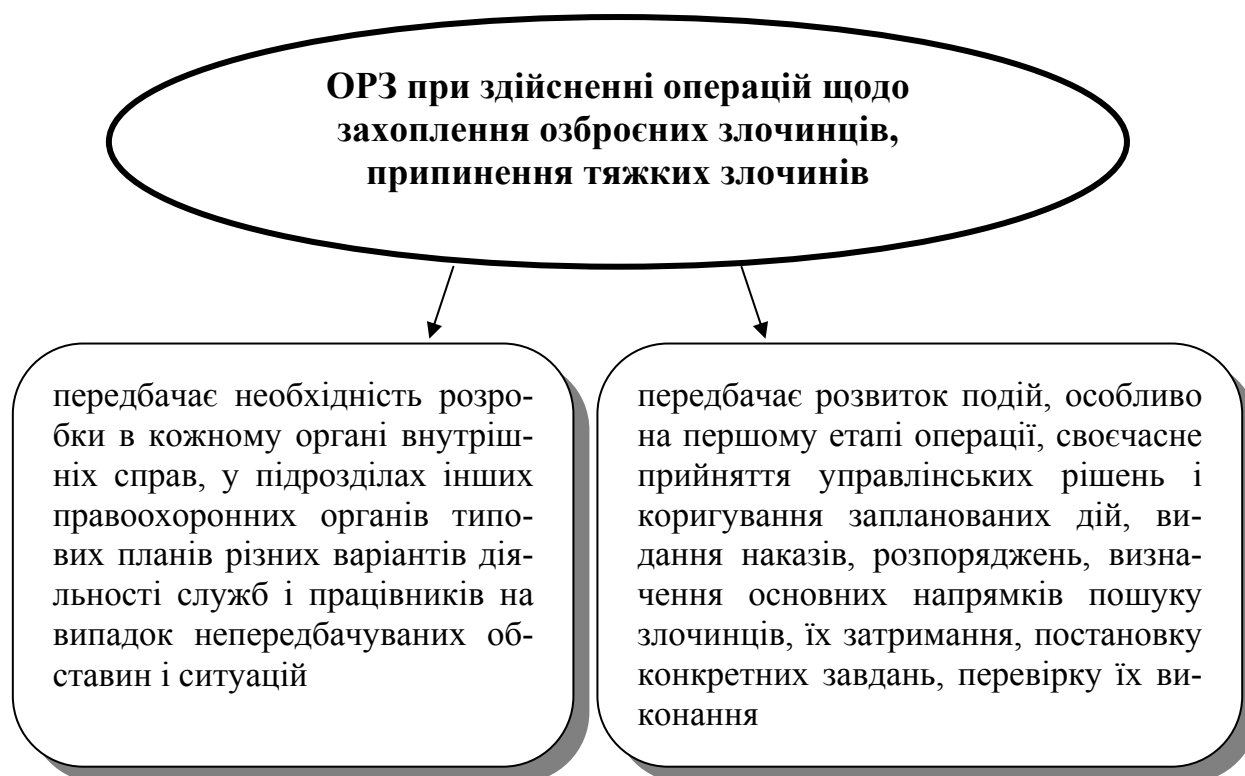 ОРЗ при здійсненні операцій щодо
захоплення озброєних злочинців,
припинення тяжких злочинів
передбачає необхідність розро-
бки в кожному органі внутріш-
ніх справ, у підрозділах інших
правоохоронних органів типо-
вих планів різних варіантів дія-
льності служб і працівників на
випадок непередбачуваних об-
ставин і ситуацій
передбачає розвиток подій, особливо
на першому етапі операції, своєчасне
прийняття управлінських рішень і
коригування запланованих дій, ви-
дання наказів, розпоряджень, визна-
чення основних напрямків пошуку
злочинців, їх затримання, постановку
конкретних завдань, перевірку їх ви-
конання